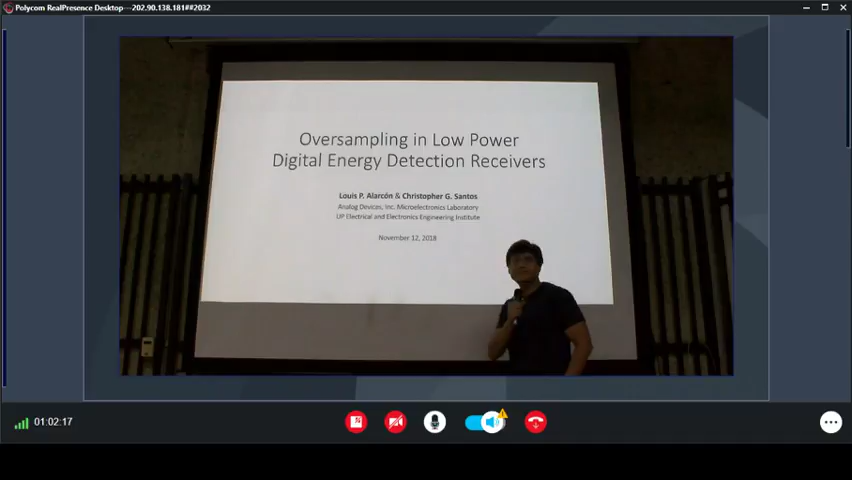 Polycom RealPresence Desktop---202.90.138.181##2032
Oversampling in Low Power
Digital Energy Detection Receivers
Louis P. Alarcón & Christopher G. Santos
Analog Devices, Inc. Microelectronics Laboratory
UP Electrical and Electronics Engineering Institute
November 12, 2018
01:02:17